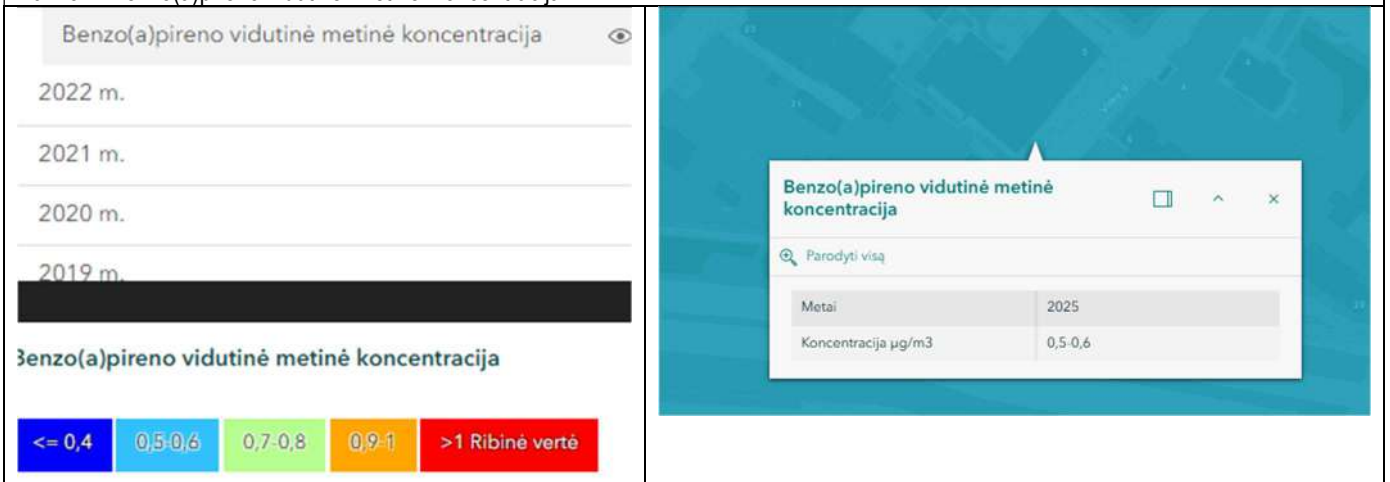 Benzo(a)pireno vidutinė metinė koncentracija
2022 m.
2021 m.
2020 m.
2019 m.
Benzo(a)pireno vidutinė metinė koncentracija
<= 0,4
0,5-0,6
0,7-0,8
0,9-1
>1 Ribinė vertė
Benzo(a)pireno vidutinė metinė
koncentracija
Parodyti visą
Metai 2025
Koncentracija µg/m3 0,5-0,6